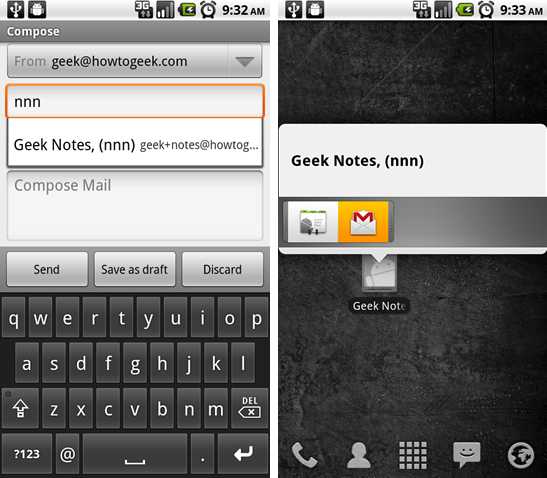 3G
9:32 AM
Compose
From geek@howtogeek.com
nnn
Geek Notes, (nnn) geek+notes@howtog...
Compose Mail
Send
Save as draft
Discard
q w e r t y u i o p
a s d f g h j k l
z x c v b n m DEL
?123 @ .
3G
9:33 AM
Geek Notes, (nnn)
Geek Note